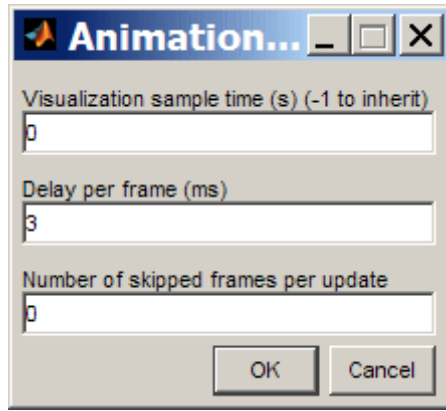 Animation...
Visualization sample time (s) (-1 to inherit)
0
Delay per frame (ms)
3
Number of skipped frames per update
0
OK Cancel